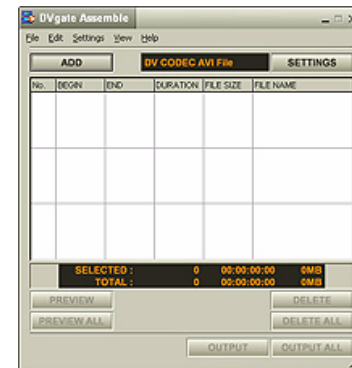 DVgate Assemble
File Edit Settings View Help
ADD DV CODEC AVI File SETTINGS
No. BEGIN END DURATION FILE SIZE FILE NAME
SELECTED : 0 00:00:00:00 0MB
TOTAL : 0 00:00:00:00 0MB
PREVIEW DELETE
PREVIEW ALL DELETE ALL
OUTPUT OUTPUT ALL